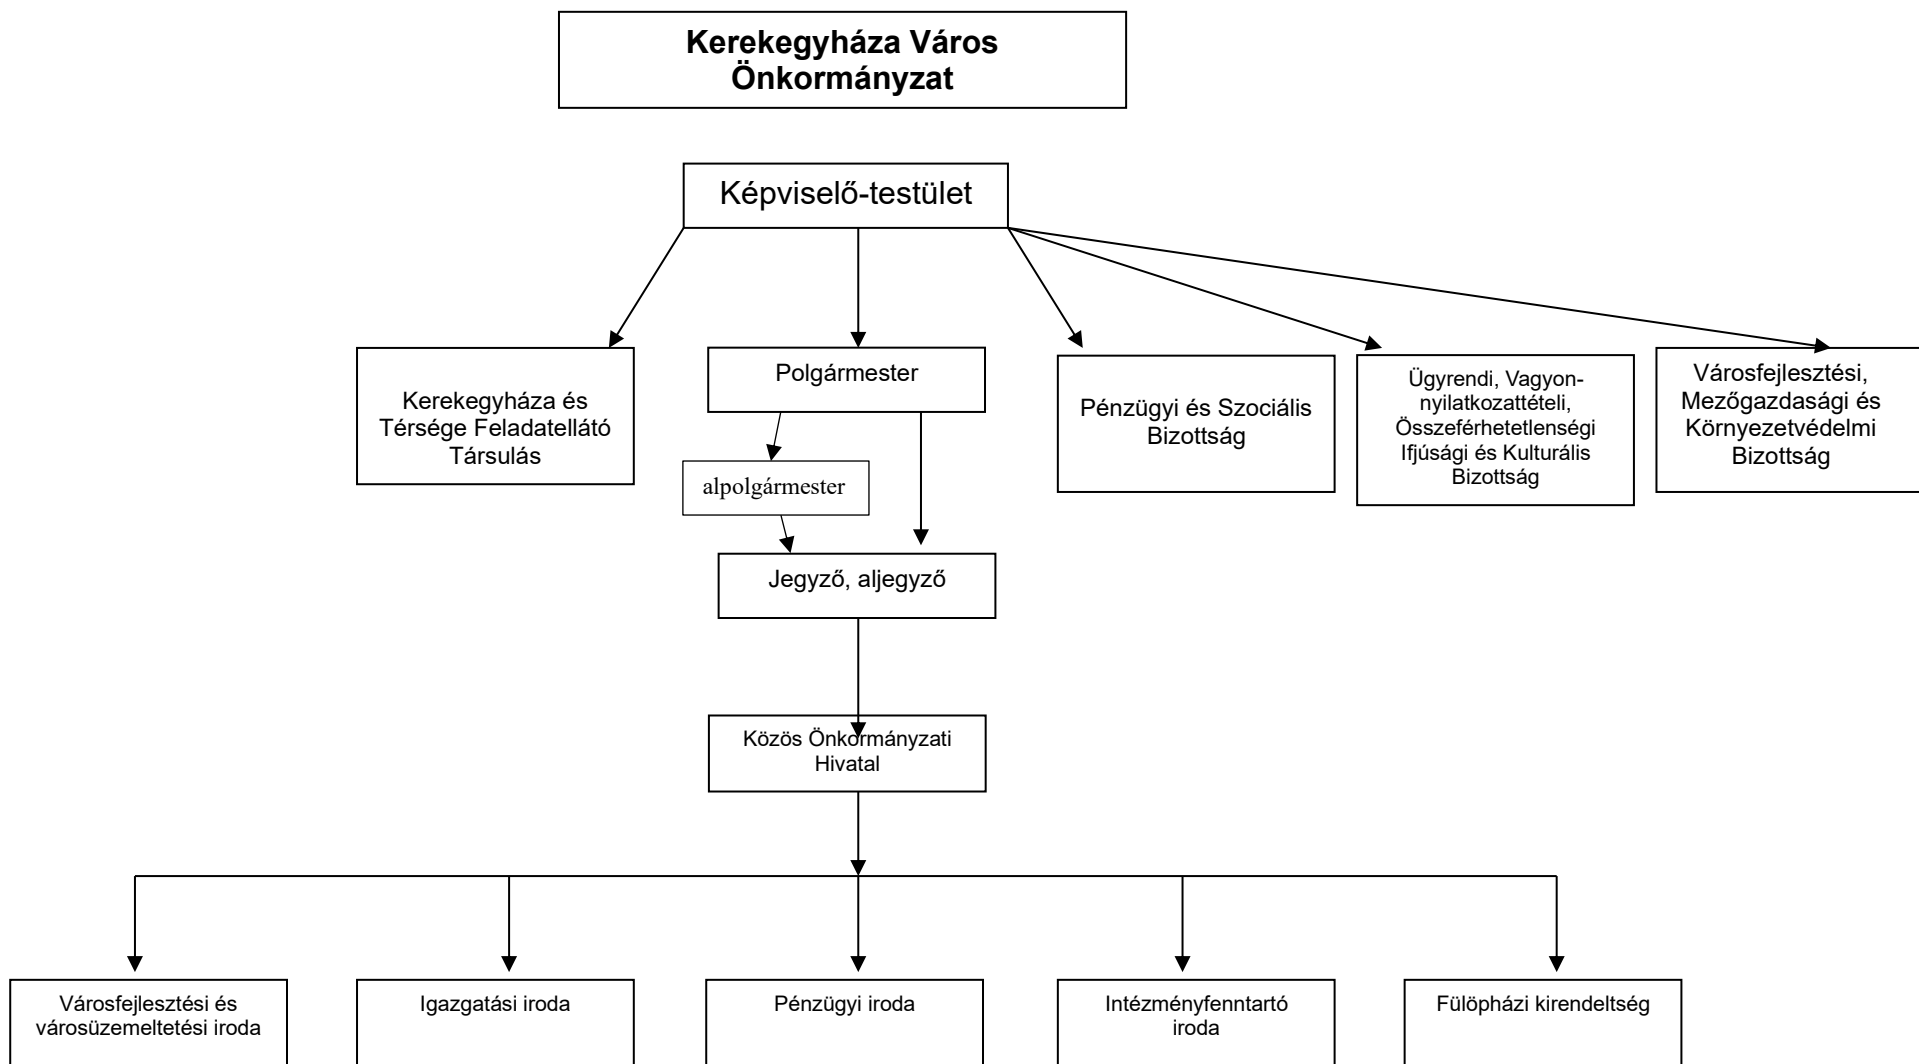 Kerekegyháza Város
Önkormányzat
Képviselő-testület
Kerekegyháza és
Térsége Feladatellátó
Társulás
Polgármester
alpolgármester
Jegyző, aljegyző
Pénzügyi és Szociális
Bizottság
Ügyrendi, Vagyon-
nyilatkozattételi,
Összeférhetetlenségi
Ifjúsági és Kulturális
Bizottság
Városfejlesztési,
Mezőgazdasági és
Környezetvédelmi
Bizottság
Közös Önkormányzati
Hivatal
Városfejlesztési és
városüzemeltetési iroda
Igazgatási iroda
Pénzügyi iroda
Intézményfenntartó
iroda
Fülöpházi kirendeltség